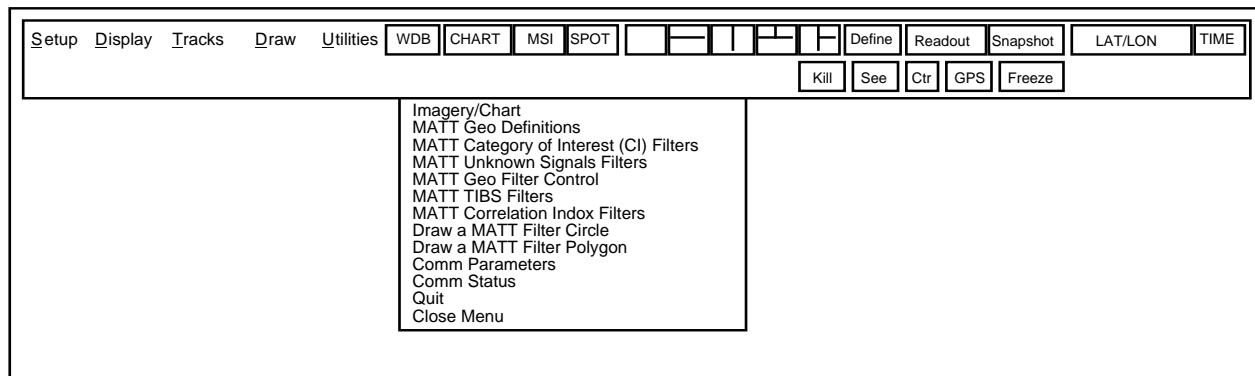 Setup Display Tracks Draw Utilities WDB CHART MSI SPOT Define Readout Snapshot LAT/LON TIME
Kill See Ctr GPS Freeze
Imagery/Chart
MATT Geo Definitions
MATT Category of Interest (CI) Filters
MATT Unknown Signals Filters
MATT Geo Filter Control
MATT TIBS Filters
MATT Correlation Indox Filters
Draw a MATT Filter Circle
Draw a MATT Filter Polygon
Comm Parameters
Comm Status
Quit
Close Menu